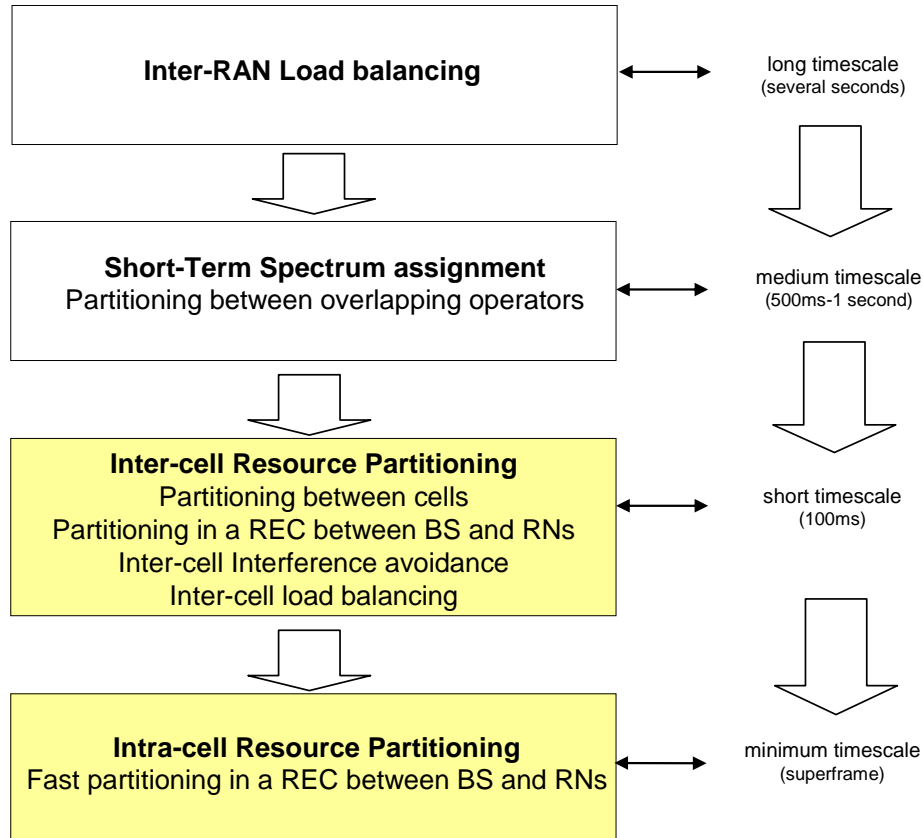 Inter-RAN Load balancing
long timescale
(several seconds)
Short-Term Spectrum assignment
Partitioning between overlapping operators
medium timescale
(500ms-1 second)
Inter-cell Resource Partitioning
Partitioning between cells
Partitioning in a REC between BS and RNs
Inter-cell Interference avoidance
Inter-cell load balancing
short timescale
(100ms)
Intra-cell Resource Partitioning
Fast partitioning in a REC between BS and RNs
minimum timescale
(superframe)